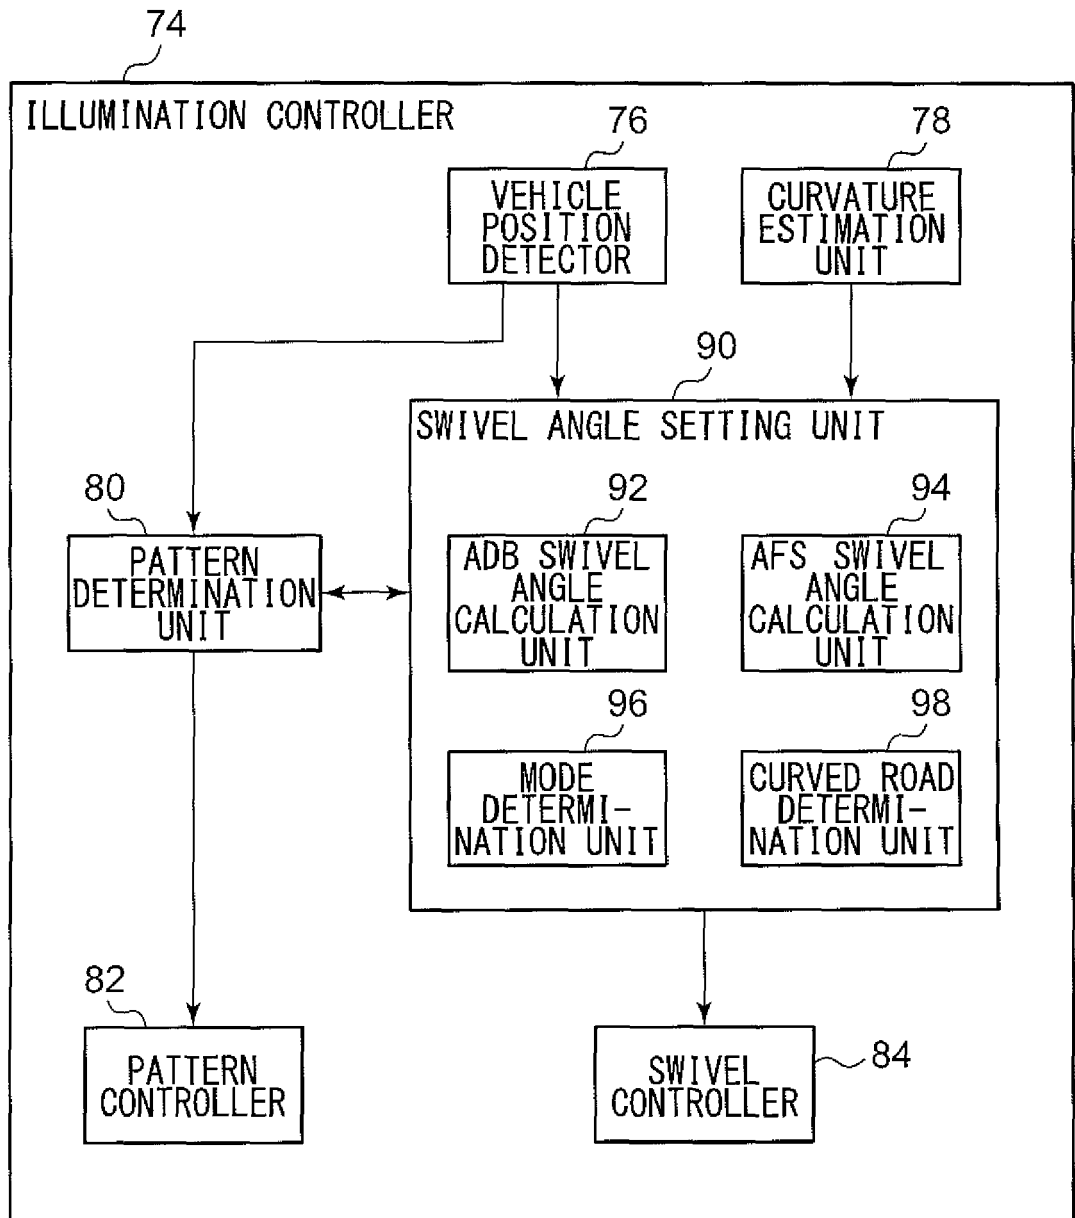 74
ILLUMINATION CONTROLLER
76
VEHICLE
POSITION
DETECTOR
78
CURVATURE
ESTIMATION
UNIT
90
SWIVEL ANGLE SETTING UNIT
80
PATTERN
DETERMINATION
UNIT
92
ADB SWIVEL
ANGLE
CALCULATION
UNIT
94
AFS SWIVEL
ANGLE
CALCULATION
UNIT
96
MODE
DETERMI-
NATION UNIT
98
CURVED ROAD
DETERMI-
NATION UNIT
82
PATTERN
CONTROLLER
SWIVEL
CONTROLLER
84